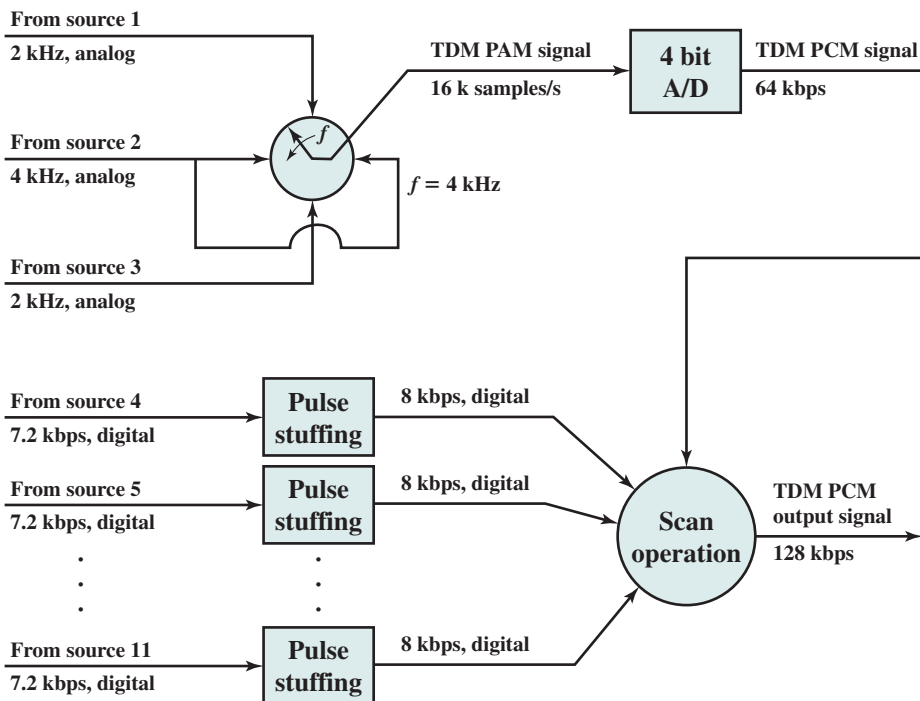 From source 1
2 kHz, analog
From source 2
4 kHz, analog
From source 3
2 kHz, analog
f
f = 4 kHz
TDM PAM signal
16 k samples/s
4 bit
A/D
TDM PCM signal
64 kbps
From source 4
7.2 kbps, digital
Pulse
stuffing
8 kbps, digital
From source 5
7.2 kbps, digital
Pulse
stuffing
8 kbps, digital
From source 11
7.2 kbps, digital
Pulse
stuffing
8 kbps, digital
Scan
operation
TDM PCM
output signal
128 kbps